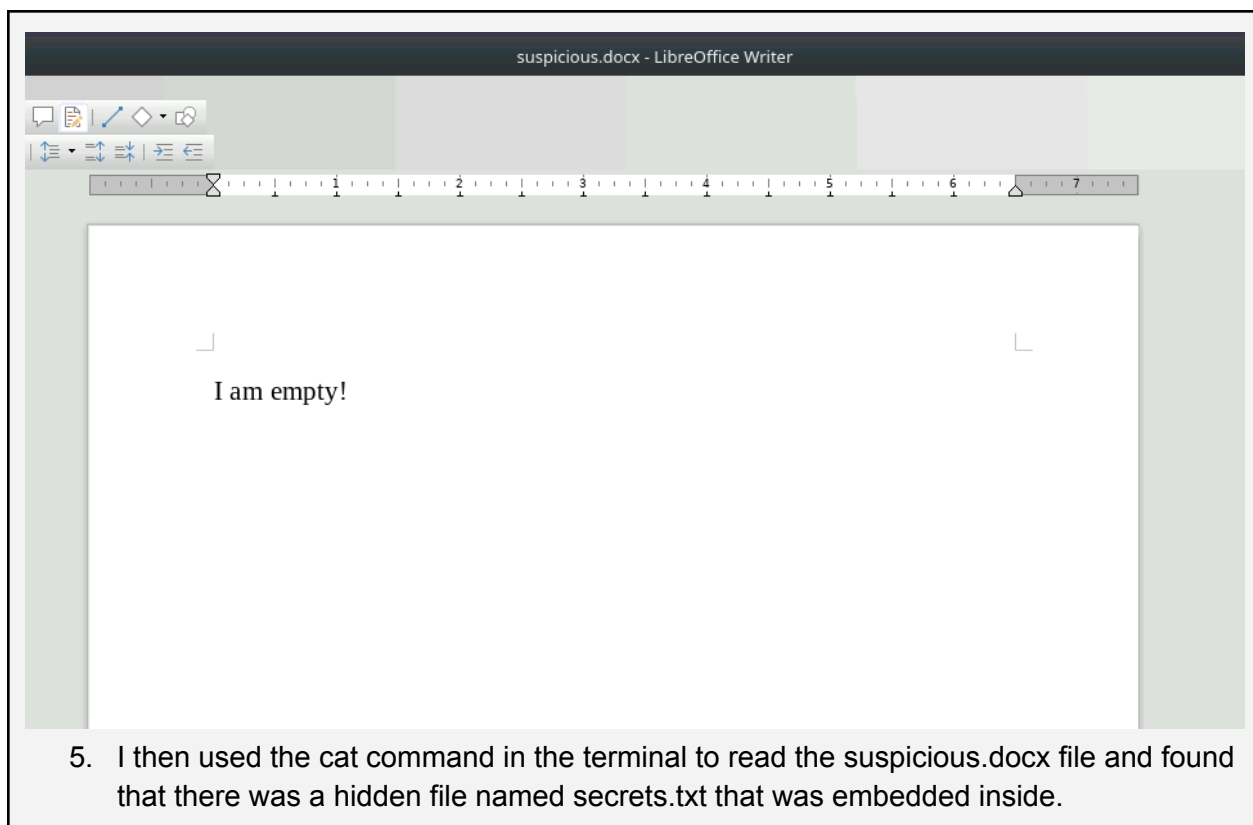 suspicious.docx - LibreOffice Writer
1 2 3 4 5 6 7
I am empty!
5. I then used the cat command in the terminal to read the suspicious.docx file and found
that there was a hidden file named secrets.txt that was embedded inside.